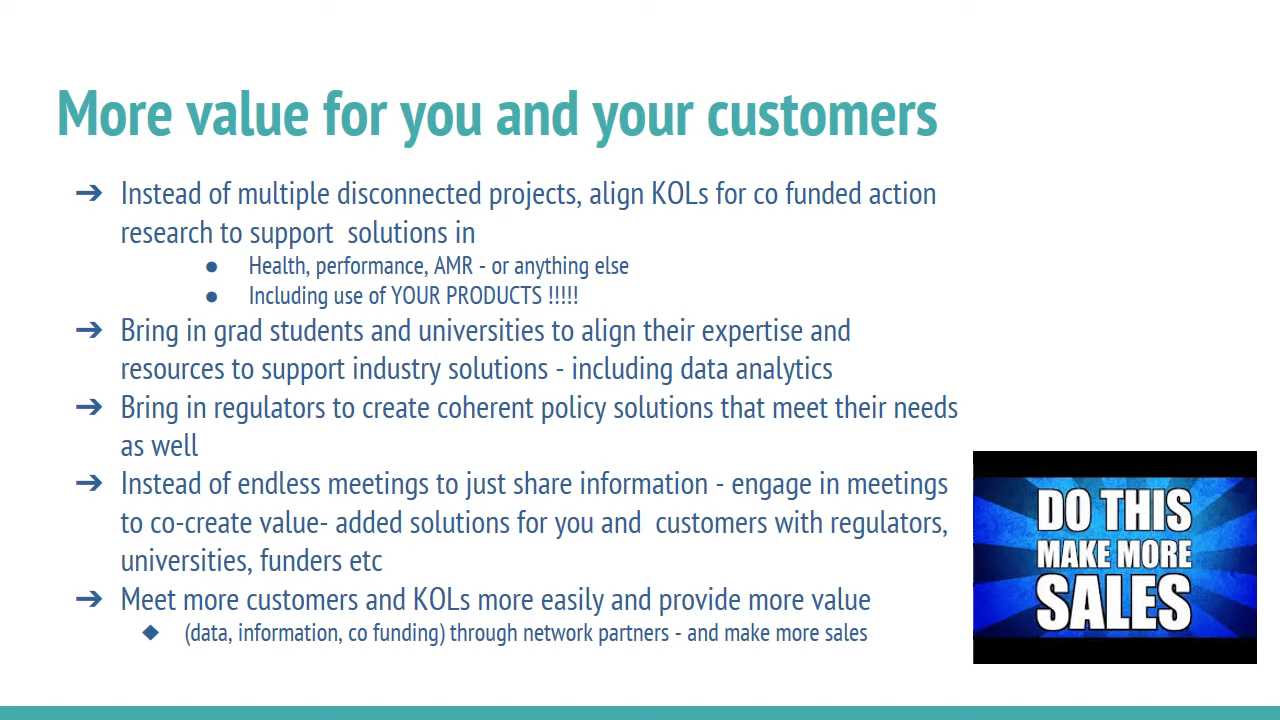 More value for you and your customers
➔ Instead of multiple disconnected projects, align KOLs for co funded action
research to support  solutions in
● Health, performance, AMR - or anything else
● Including use of YOUR PRODUCTS !!!!!
➔ Bring in grad students and universities to align their expertise and
resources to support industry solutions - including data analytics
➔ Bring in regulators to create coherent policy solutions that meet their needs
as well
➔ Instead of endless meetings to just share information - engage in meetings
to co-create value- added solutions for you and  customers with regulators,
universities, funders etc
➔ Meet more customers and KOLs more easily and provide more value
◆ (data, information, co funding) through network partners - and make more sales
DO THIS
MAKE MORE
SALES